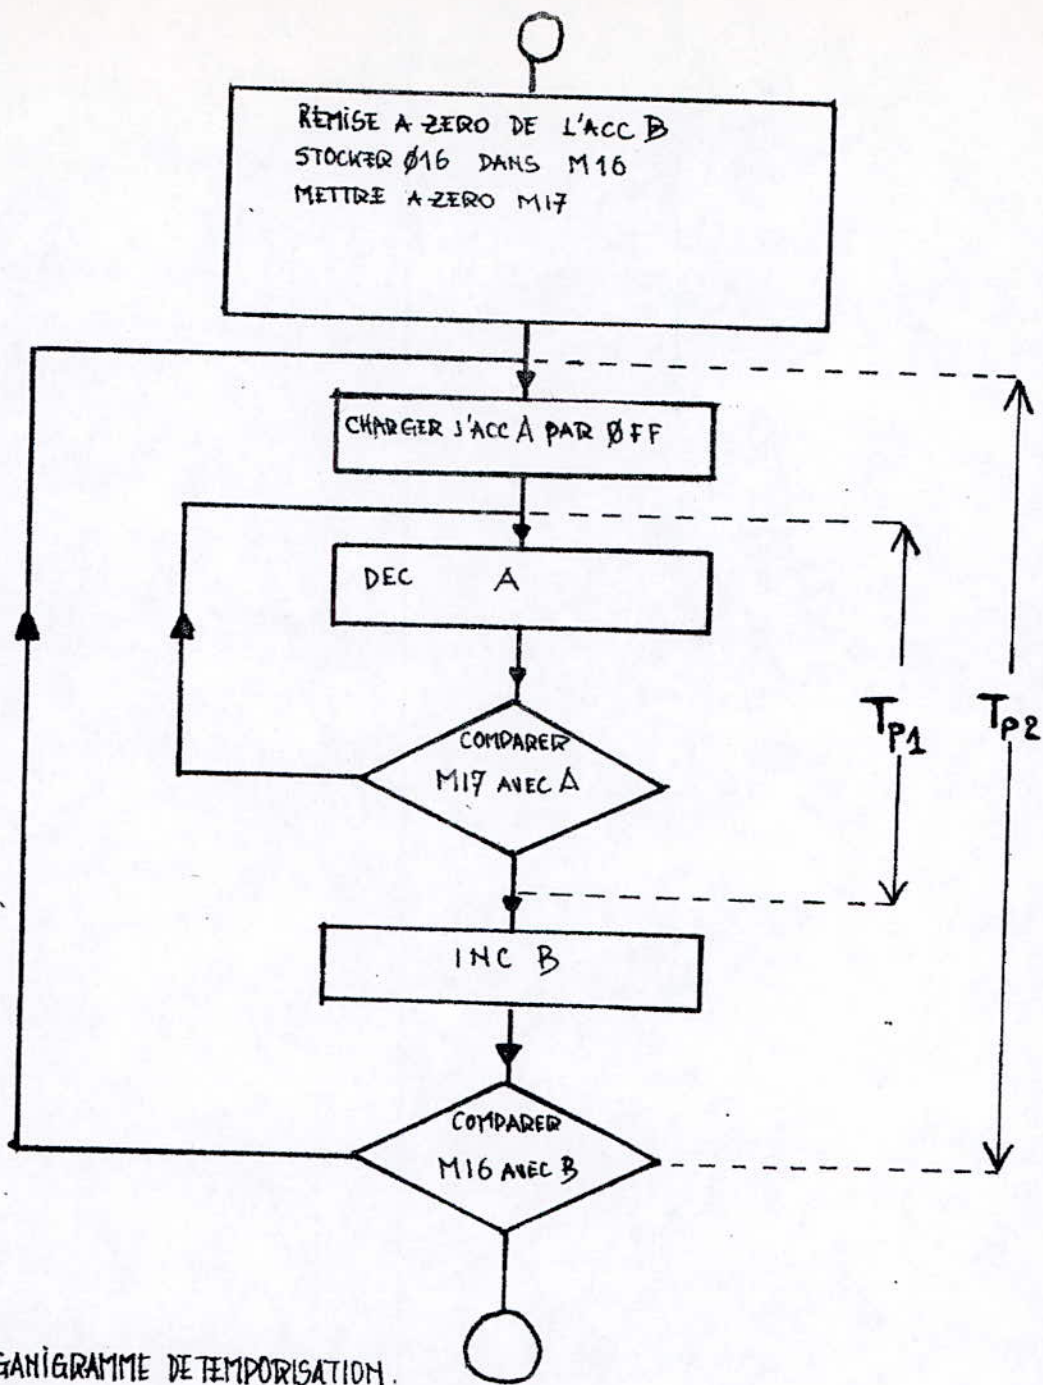 REMISE A ZERO DE L'ACC B
STOCKER Ø16 DANS M16
METTRE A ZERO M17
CHARGER L'ACC A PAR ØFF
DEC A
COMPARER
M17 AVEC A
Tp1
Tp2
INC B
COMPARER
M16 AVEC B
GANIGRAMME DE TEMPORISATION.